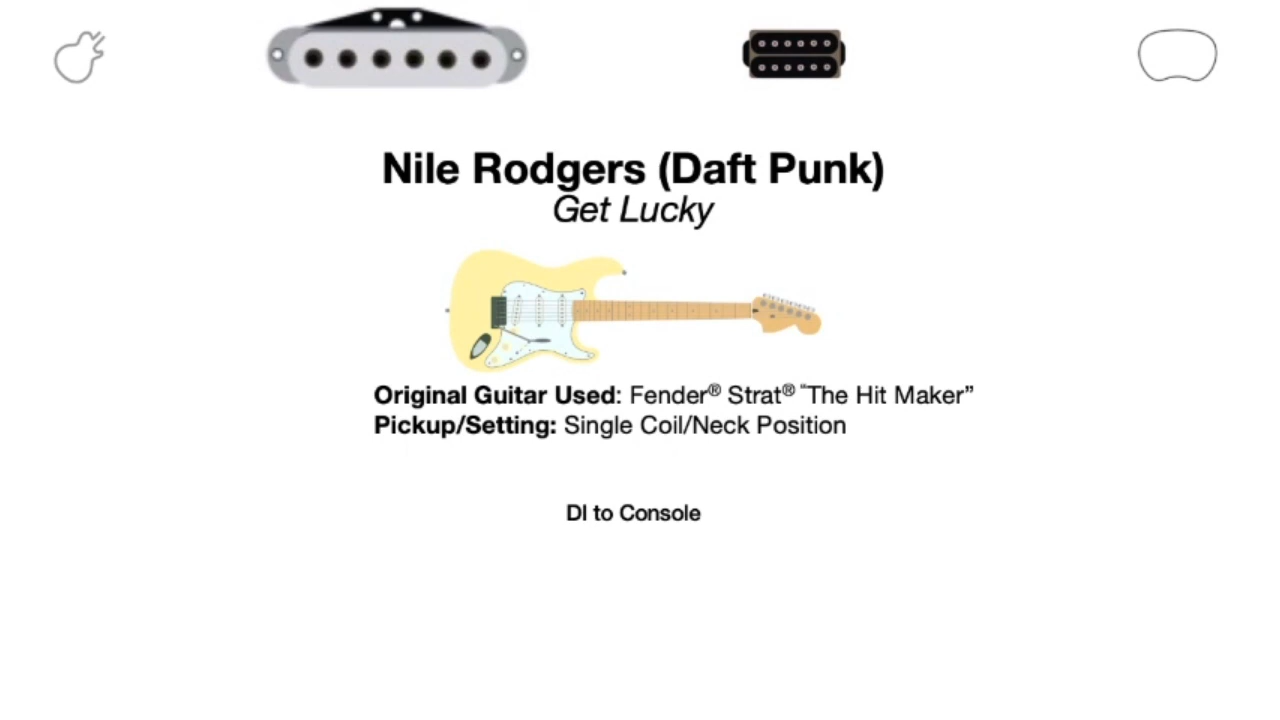 Nile Rodgers (Daft Punk)
Get Lucky
Original Guitar Used: Fender® Strat® “The Hit Maker”
Pickup/Setting: Single Coil/Neck Position
DI to Console